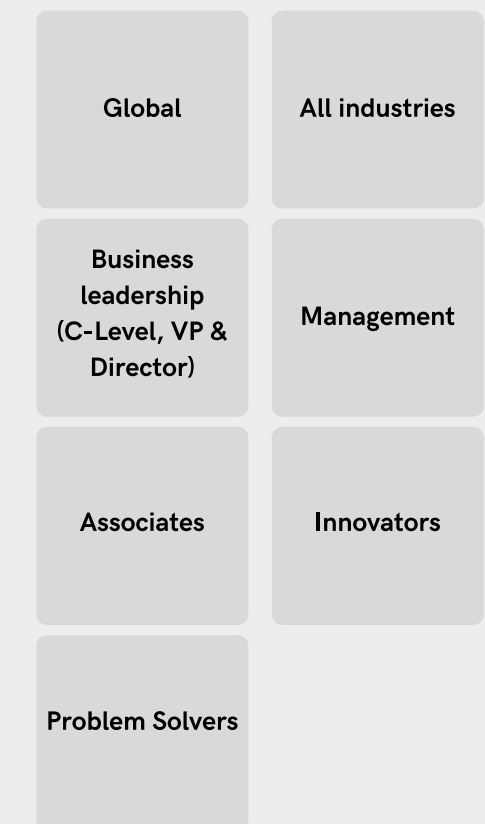 Global
All industries
Business
leadership
(C-Level, VP &
Director)
Management
Associates
Innovators
Problem Solvers